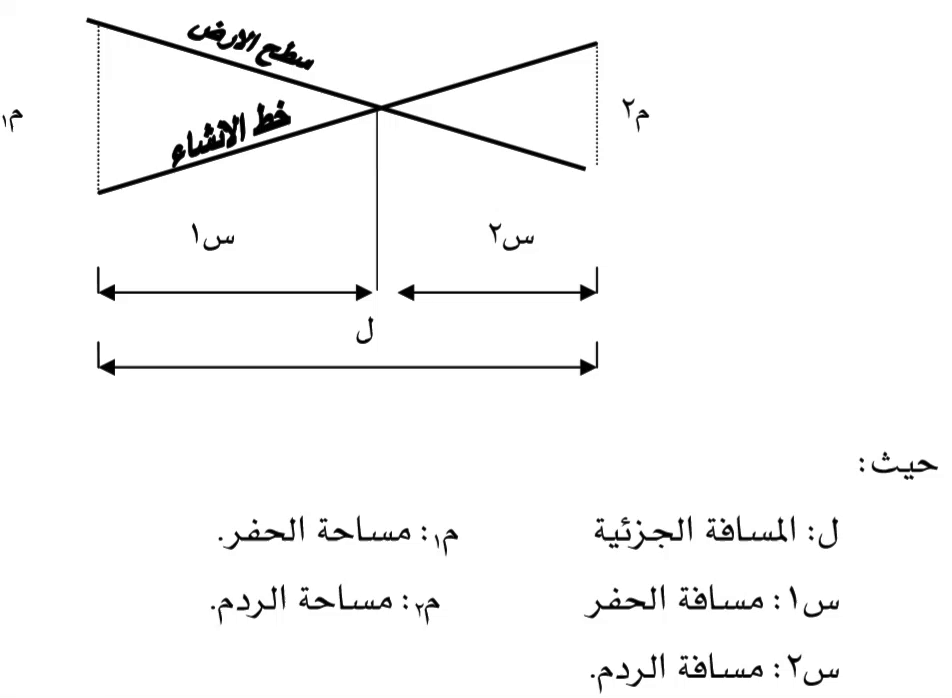 سطح الارض
خط الانشاء
م١
م٢
س١
س٢
ل
حيث:
ل: المسافة الجزئية م١: مساحة الحفر.
س١: مسافة الحفر م٢: مساحة الردم.
س٢: مسافة الردم.